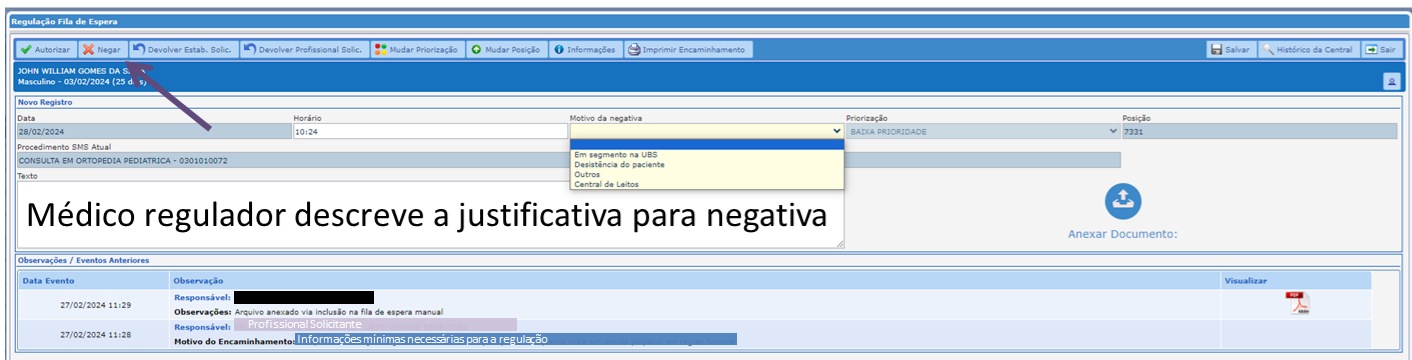 Regulação Fila de Espera
Autorizar Negar Devolver Estab. Solic. Devolver Profissional Solic. Mudar Priorização Mudar Posição Informações Imprimir Encaminhamento Salvar Histórico da Central Sair
JOHN WILLIAM GOMES DA
Masculino - 03/02/2024 (25
Novo Registro
Data Horário Motivo da negativa Priorização Posição
28/02/2024 10:24 BAIXA PRIORIDADE 7331
Procedimento SMS Atual
CONSULTA EM ORTOPEDIA PEDIATRICA - 0301010072
Em segmento na UBS
Desistência do paciente
Outros
Central de Leitos
Texto
Médico regulador descreve a justificativa para negativa
Anexar Documento:
Observações / Eventos Anteriores
Data Evento Observação Visualizar
27/02/2024 11:29
Responsável:
Observações: Arquivo anexado via inclusão na fila de espera manual
PDF
Adobe
27/02/2024 11:28
Responsável: Profissional Solicitante
Motivo do Encaminhamento: Informações mínimas necessárias para a regulação